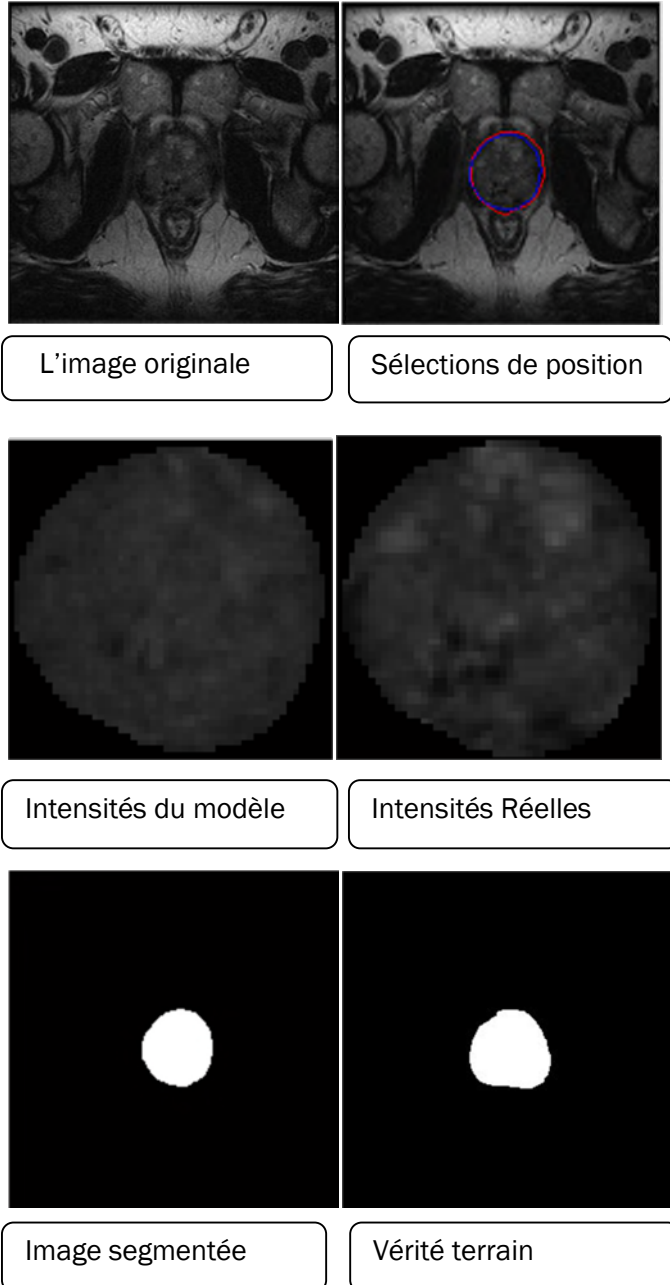 L’image originale
Sélections de position
Intensités du modèle
Intensités Réelles
Image segmentée
Vérité terrain